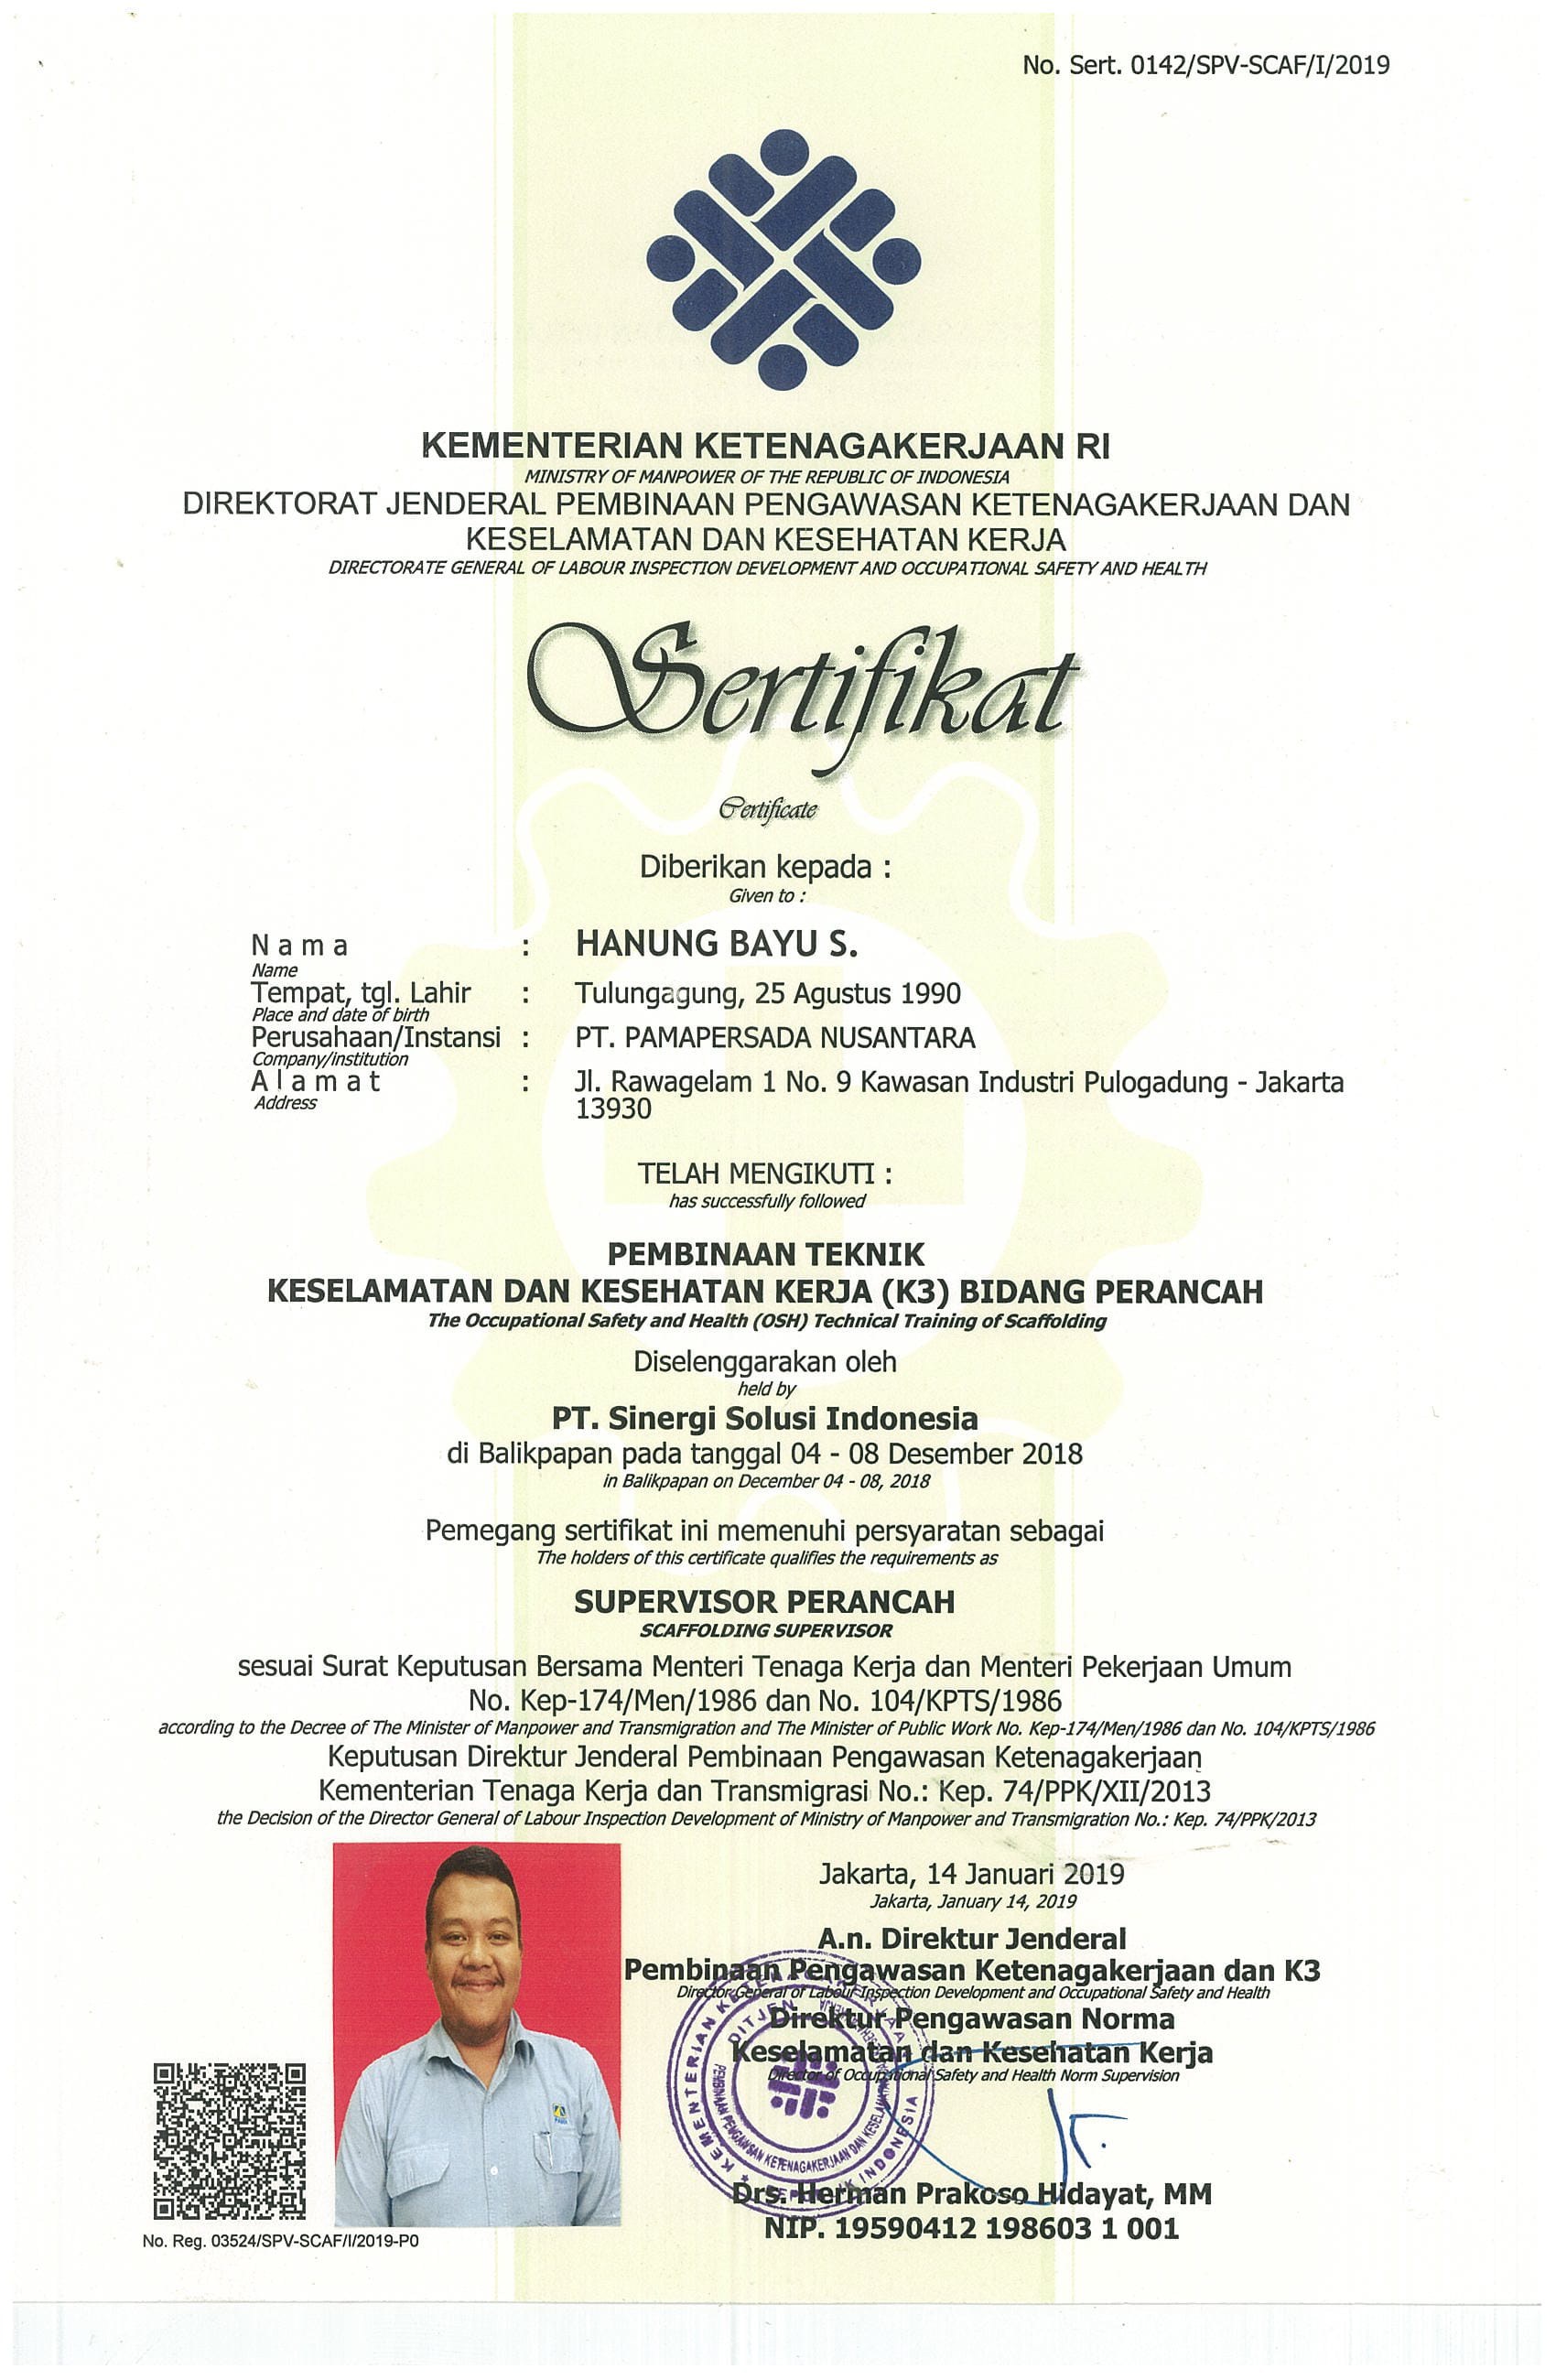 No. Sert. 0142/SPV-SCAF/I/2019
KEMENTERIAN KETENAGAKERJAAN RI
MINISTRY OF MANPOWER OF THE REPUBLIC OF INDONESIA
DIREKTORAT JENDERAL PEMBINAAN PENGAWASAN KETENAGAKERJAAN DAN
KESELAMATAN DAN KESEHATAN KERJA
DIRECTORATE GENERAL OF LABOUR INSPECTION DEVELOPMENT AND OCCUPATIONAL SAFETY AND HEALTH
Sertifikat
Certificate
Diberikan kepada :
Given to :
Nama : HANUNG BAYU S.
Name
Tempat, tgl. Lahir : Tulungagung, 25 Agustus 1990
Place and date of birth
Perusahaan/Instansi : PT. PAMAPERSADA NUSANTARA
Company/institution
Alamat : Jl. Rawagelam 1 No. 9 Kawasan Industri Pulogadung - Jakarta
Address 13930
TELAH MENGIKUTI :
has successfully followed
PEMBINAAN TEKNIK
KESELAMATAN DAN KESEHATAN KERJA (K3) BIDANG PERANCAH
The Occupational Safety and Health (OSH) Technical Training of Scaffolding
Diselenggarakan oleh
held by
PT. Sinergi Solusi Indonesia
di Balikpapan pada tanggal 04 - 08 Desember 2018
in Balikpapan on December 04 - 08, 2018
Pemegang sertifikat ini memenuhi persyaratan sebagai
The holders of this certificate qualifies the requirements as
SUPERVISOR PERANCAH
SCAFFOLDING SUPERVISOR
sesuai Surat Keputusan Bersama Menteri Tenaga Kerja dan Menteri Pekerjaan Umum
No. Kep-174/Men/1986 dan No. 104/KPTS/1986
according to the Decree of The Minister of Manpower and Transmigration and The Minister of Public Work No. Kep-174/Men/1986 dan No. 104/KPTS/1986
Keputusan Direktur Jenderal Pembinaan Pengawasan Ketenagakerjaan
Kementerian Tenaga Kerja dan Transmigrasi No.: Kep. 74/PPK/XII/2013
the Decision of the Director General of Labour Inspection Development of Ministry of Manpower and Transmigration No.: Kep. 74/PPK/2013
Jakarta, 14 Januari 2019
Jakarta, January 14, 2019
A.n. Direktur Jenderal
Pembinaan Pengawasan Ketenagakerjaan dan K3
Director General of Labour Inspection Development and Occupational Safety and Health
Direktur Pengawasan Norma
Keselamatan dan Kesehatan Kerja
Director of Occupational Safety and Health Norm Supervision
KEMENTERIAN KETENAGAKERJAAN
REPUBLIK INDONESIA
DITJEN
PEMBINAAN PENGAWASAN KETENAGAKERJAAN DAN KESELAMATAN
Drs. Herman Prakoso Hidayat, MM
NIP. 19590412 198603 1 001
No. Reg. 03524/SPV-SCAF/I/2019-P0